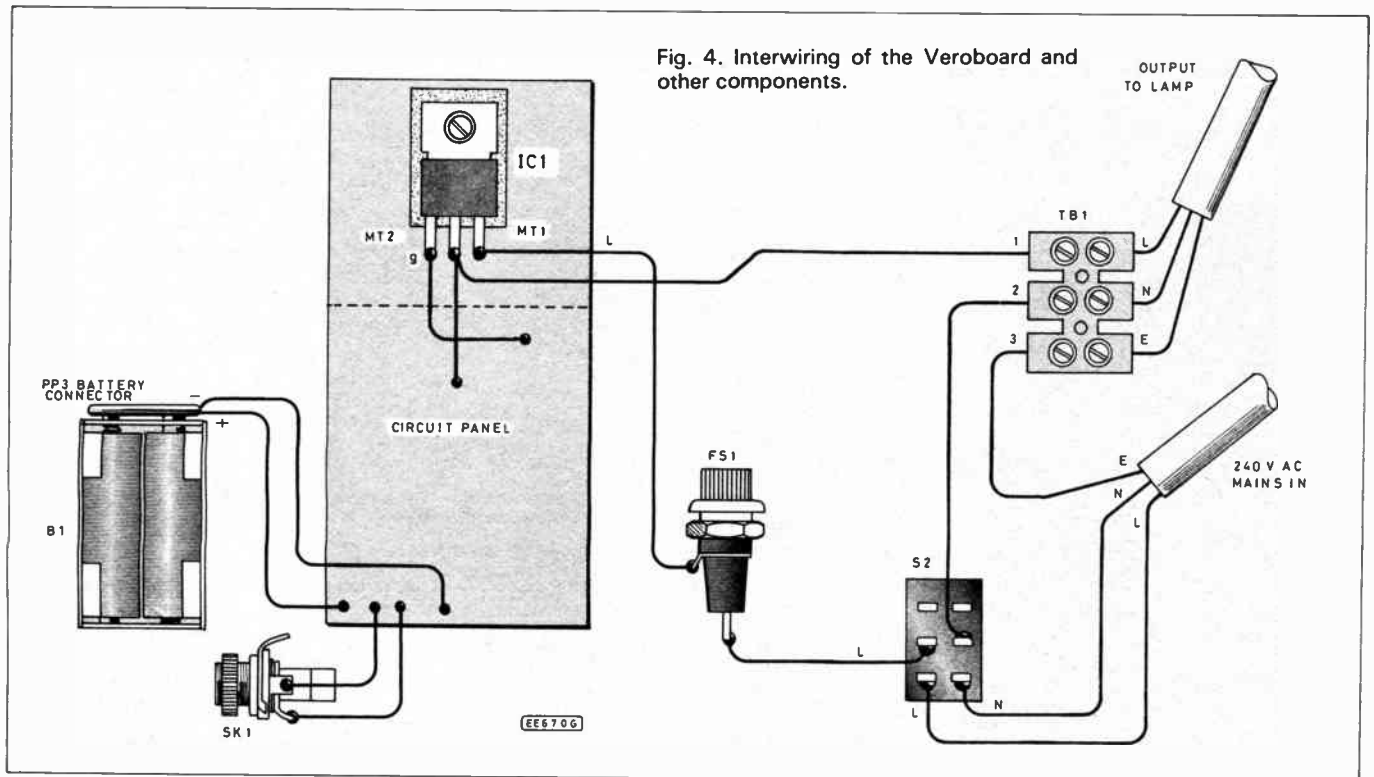 Fig. 4. Interwiring of the Veroboard and
other components.
OUTPUT
TO LAMP
IC1
MT2
MT1
g
L
TB1
1
L
2
N
3
E
PP3 BATTERY
CONNECTOR
-
+
CIRCUIT PANEL
B1
FS1
E
N
L
240V AC
MAINS IN
S2
L
L
N
SK1
EE670G